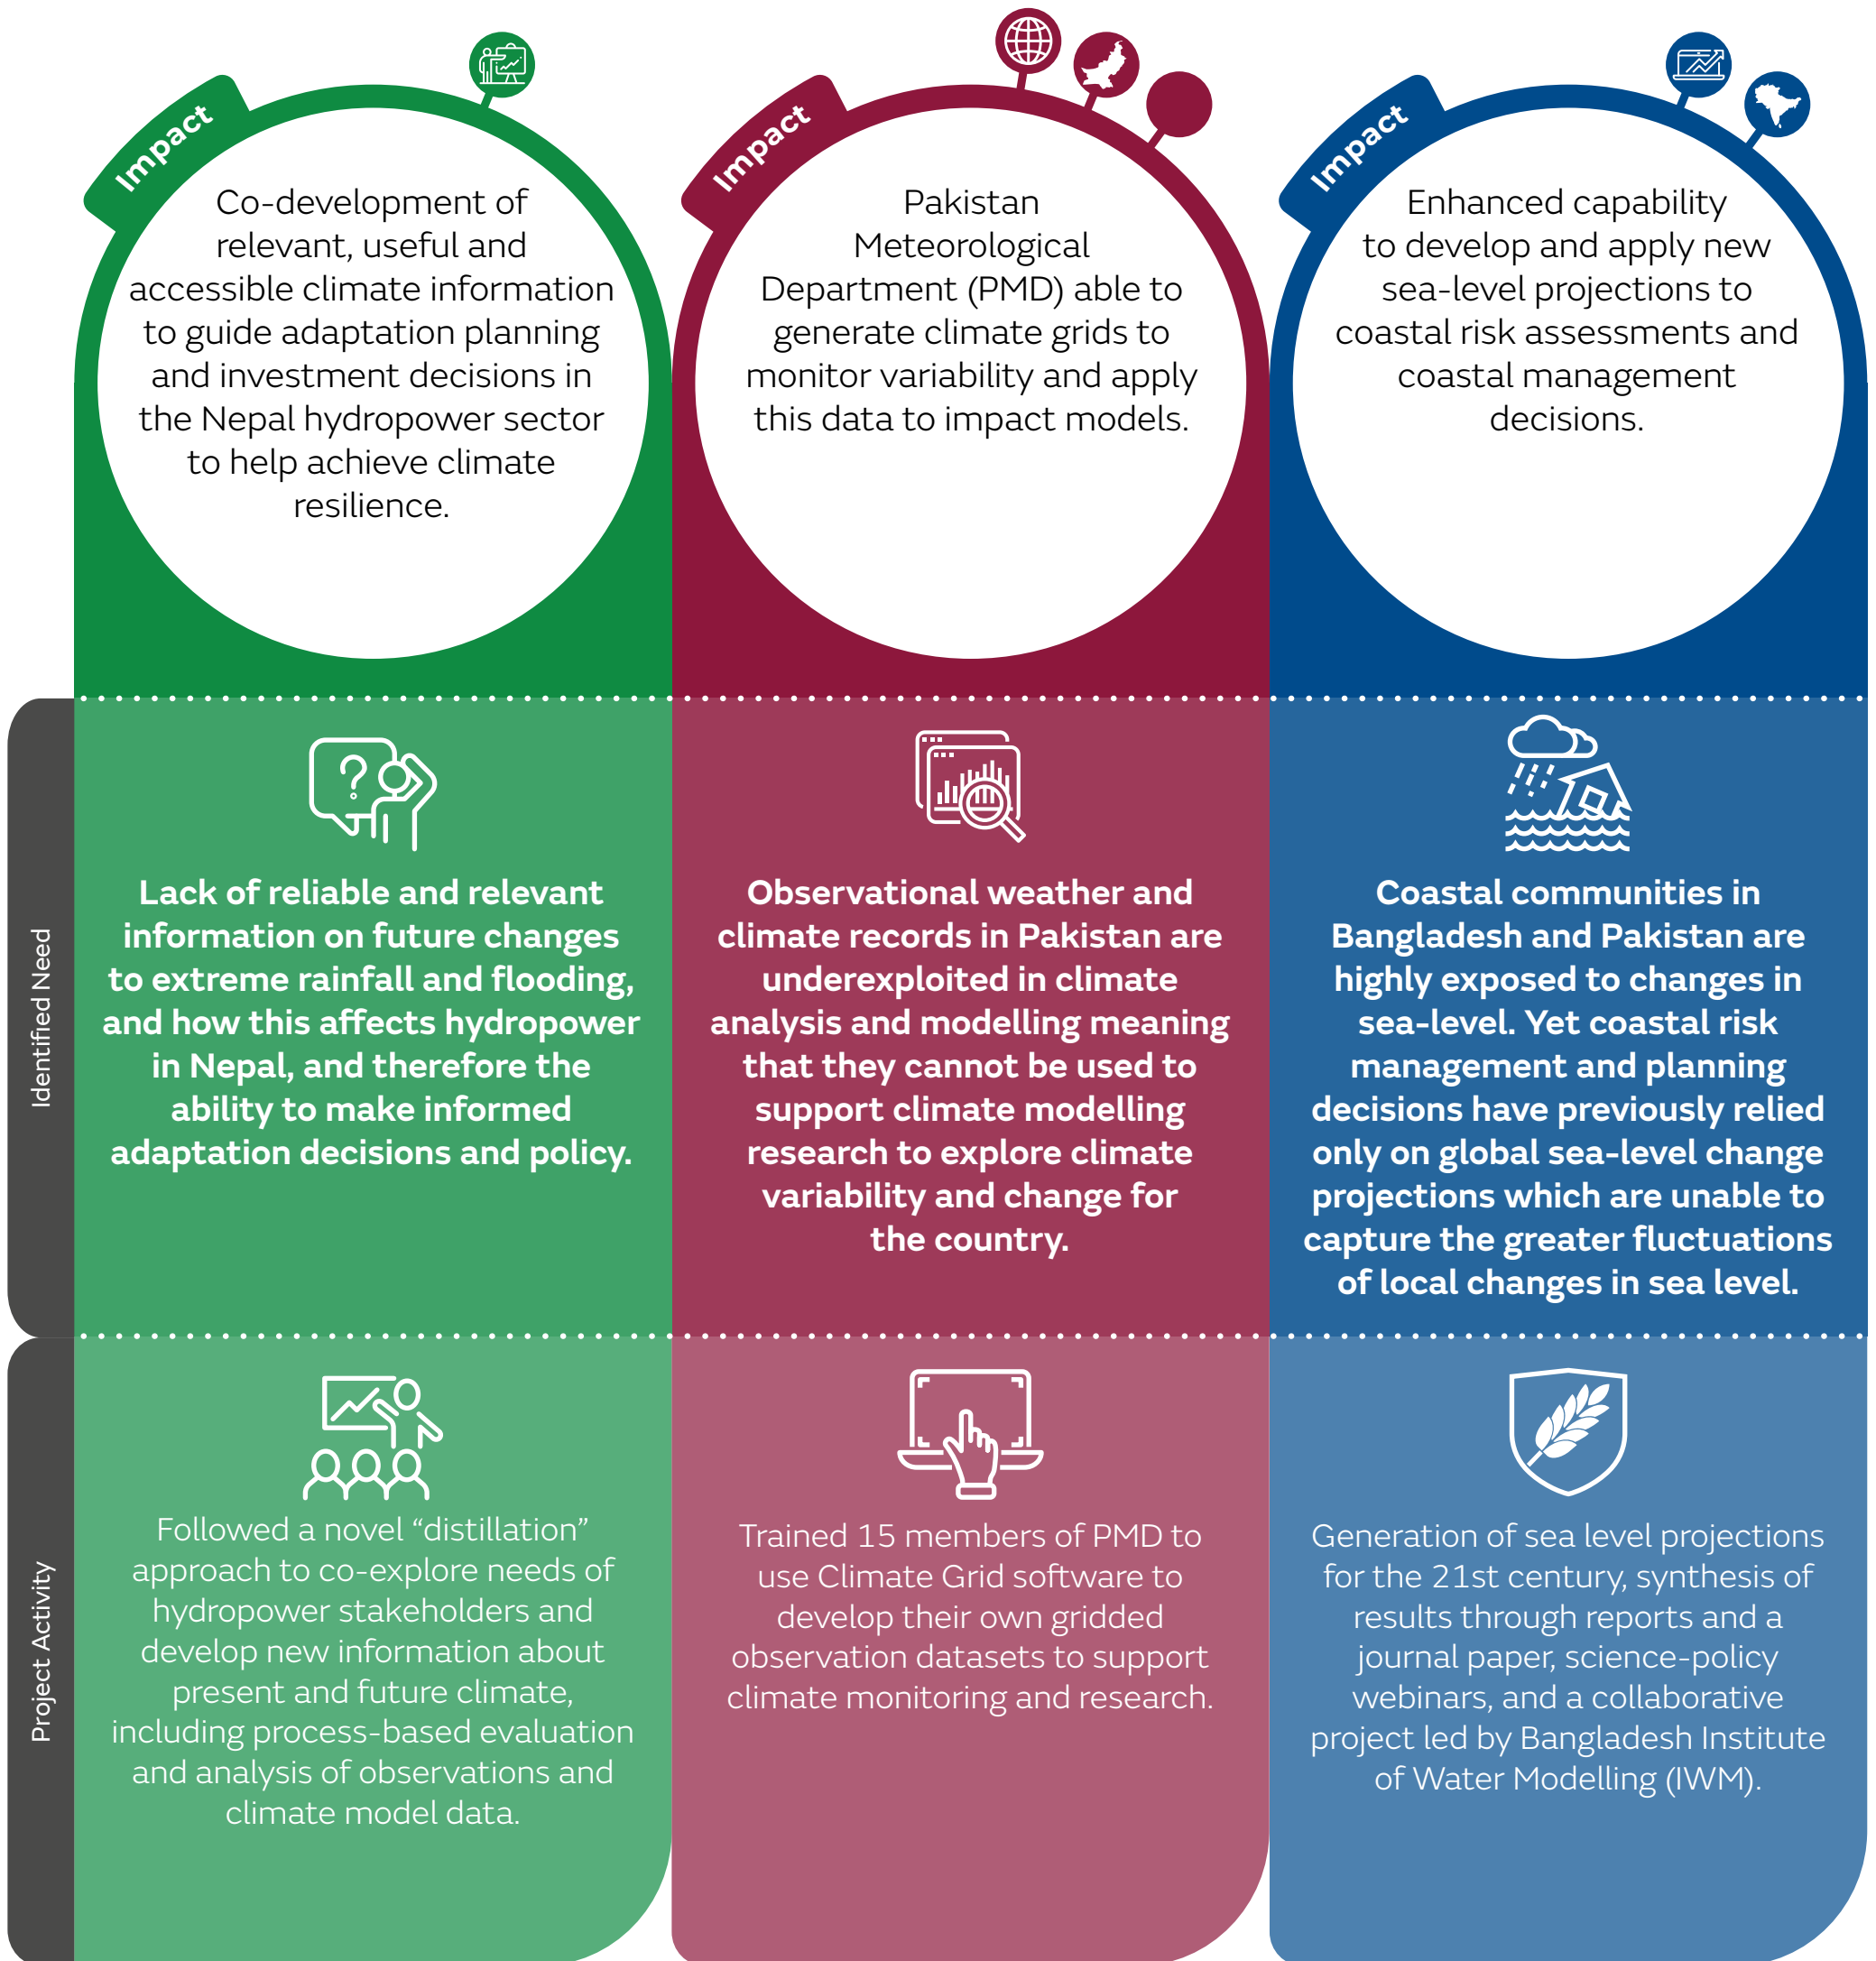 Impact
Co-development of
relevant, useful and
accessible climate information
to guide adaptation planning
and investment decisions in
the Nepal hydropower sector
to help achieve climate
resilience.
Impact
Pakistan
Meteorological
Department (PMD) able to
generate climate grids to
monitor variability and apply
this data to impact models.
Impact
Enhanced capability
to develop and apply new
sea-level projections to
coastal risk assessments and
coastal management
decisions.
Identified Need
Lack of reliable and relevant
information on future changes
to extreme rainfall and flooding,
and how this affects hydropower
in Nepal, and therefore the
ability to make informed
adaptation decisions and policy.
Observational weather and
climate records in Pakistan are
underexploited in climate
analysis and modelling meaning
that they cannot be used to
support climate modelling
research to explore climate
variability and change for
the country.
Coastal communities in
Bangladesh and Pakistan are
highly exposed to changes in
sea-level. Yet coastal risk
management and planning
decisions have previously relied
only on global sea-level change
projections which are unable to
capture the greater fluctuations
of local changes in sea level.
Project Activity
Followed a novel “distillation”
approach to co-explore needs of
hydropower stakeholders and
develop new information about
present and future climate,
including process-based evaluation
and analysis of observations and
climate model data.
Trained 15 members of PMD to
use Climate Grid software to
develop their own gridded
observation datasets to support
climate monitoring and research.
Generation of sea level projections
for the 21st century, synthesis of
results through reports and a
journal paper, science-policy
webinars, and a collaborative
project led by Bangladesh Institute
of Water Modelling (IWM).